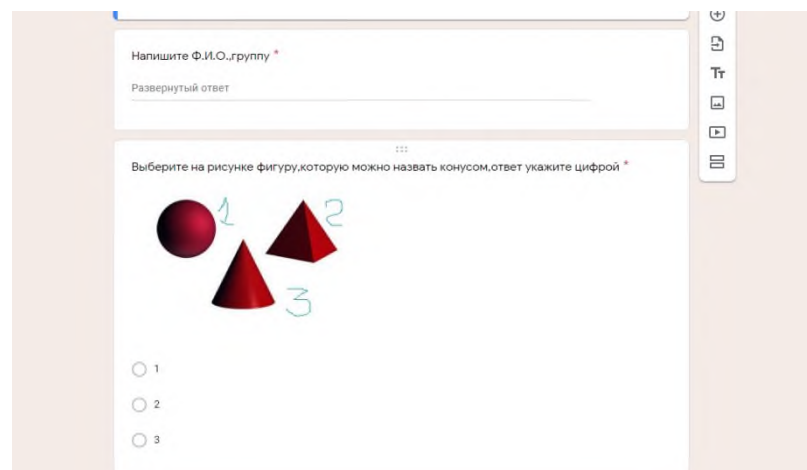 Напишите Ф.И.О.,группу *
Развернутый ответ
Выберите на рисунке фигуру,которую можно назвать конусом,ответ укажите цифрой *
1
2
3
1
2
3